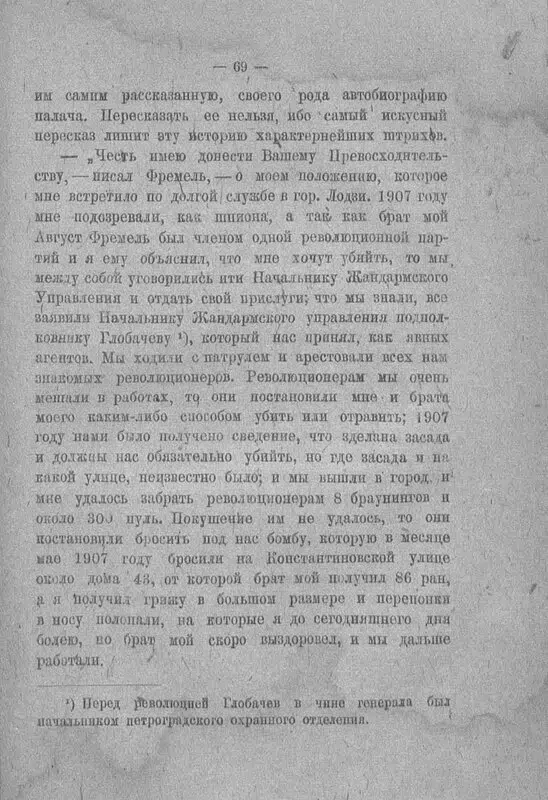 — 69 —
им самим рассказанную, своего рода автобиографию
палача. Пересказать ее нельзя, ибо самый искусный
пересказ лишит эту историю характернейших штрихов.
— „Честь имею донести Вашему Превосходитель-
ству, — писал Фремель, — о моем положению, которое
мне встретило по долгой службе в гор. Лодзи. 1907 году
мне подозревали, как шпиона, а так как брат мой
Август Фремель был членом одной революционной пар-
тий и я ему объяснил, что мне хочут убийть, то мы
между собой уговорились итти Начальнику Жандармского
Управления и отдать свой прислуги; что мы знали, все
заявили Начальнику Жандармского управления подпол-
ковнику Глобачеву ¹), который нас принял, как явных
агентов. Мы ходили с патрулем и арестовали всех нам
знакомых революционеров. Революционерам мы очень
мешали в работах, то они постановили мне и брата
моего каким-либо способом убить или отравить; 1907
году нами было получено сведение, что зделана засада
и должны нас обязательно убийть, но где засада и на
какой улице, неизвестно было; и мы вышли в город и
мне удалось забрать революционерам 8 браунингов и
около 300 пуль. Покушение им не удалось, то они
постановили бросить под нас бомбу, которую в месяце
мае 1907 году бросили на Константиновской улице
около дома 43, от которой брат мой получил 86 ран,
а я получил грижу в большом размере и перепонки
в носу полопали, на которые я до сегодняшнего дня
болею, но брат мой скоро выздоровел, и мы дальше
работали.
¹) Перед революцией Глобачев в чине генерала был
начальником петроградского охранного отделения.